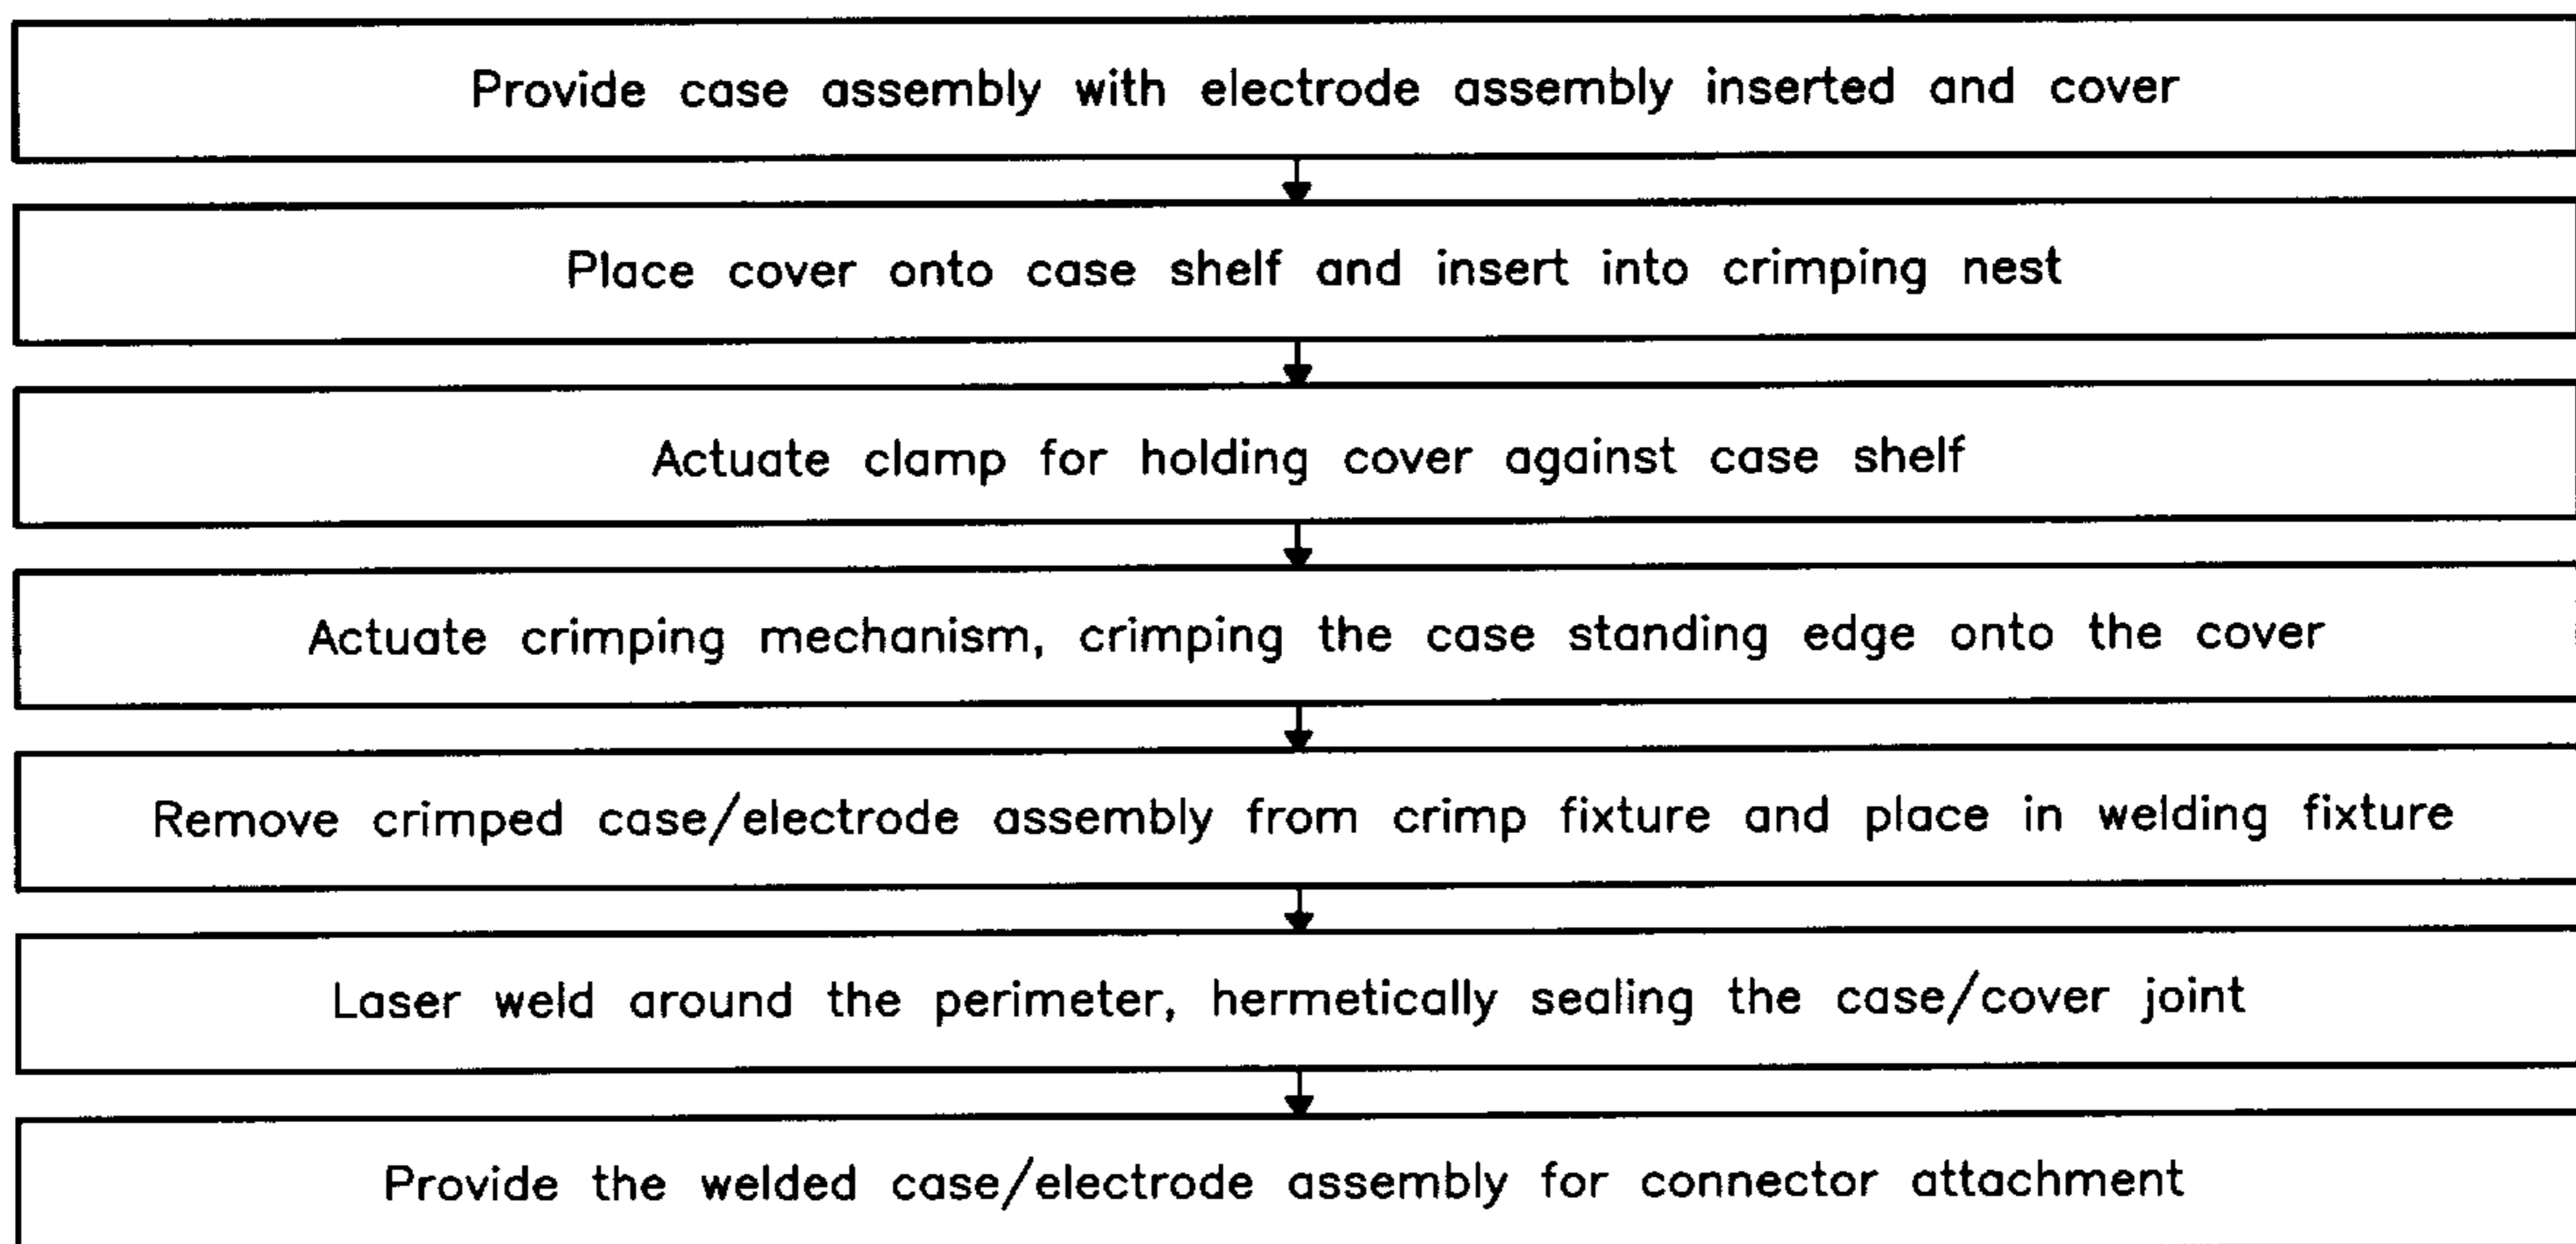 Provide case assembly with electrode assembly inserted and cover
Place cover onto case shelf and insert into crimping nest
Actuate clamp for holding cover against case shelf
Actuate crimping mechanism, crimping the case standing edge onto the cover
Remove crimped case/electrode assembly from crimp fixture and place in welding fixture
Laser weld around the perimeter, hermetically sealing the case/cover joint
Provide the welded case/electrode assembly for connector attachment